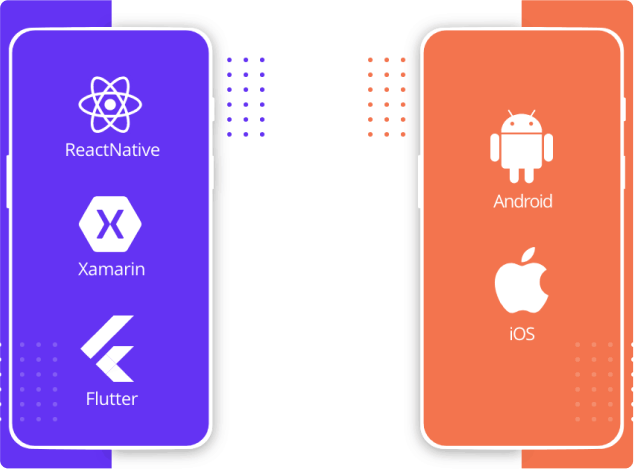 ReactNative
Xamarin
Flutter
Android
iOS